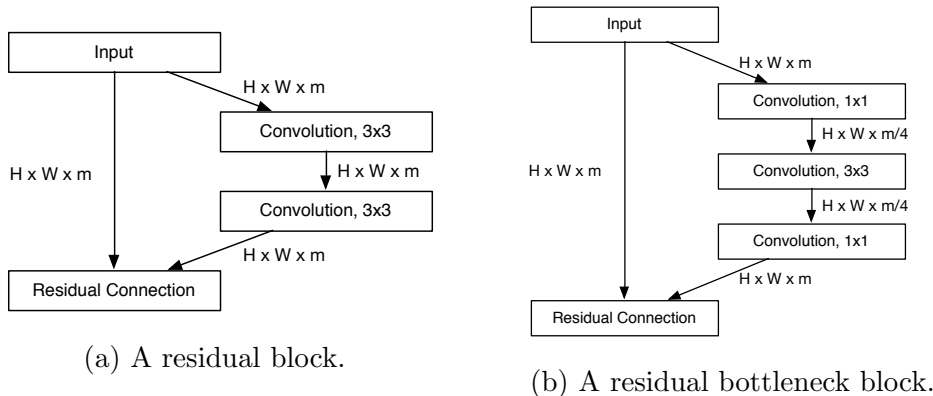 Input
H x W x m
Convolution, 3x3
H x W x m
H x W x m
Convolution, 3x3
H x W x m
Residual Connection
(a) A residual block.
Input
H x W x m
Convolution, 1x1
H x W x m/4
H x W x m
Convolution, 3x3
H x W x m/4
Convolution, 1x1
H x W x m
Residual Connection
(b) A residual bottleneck block.